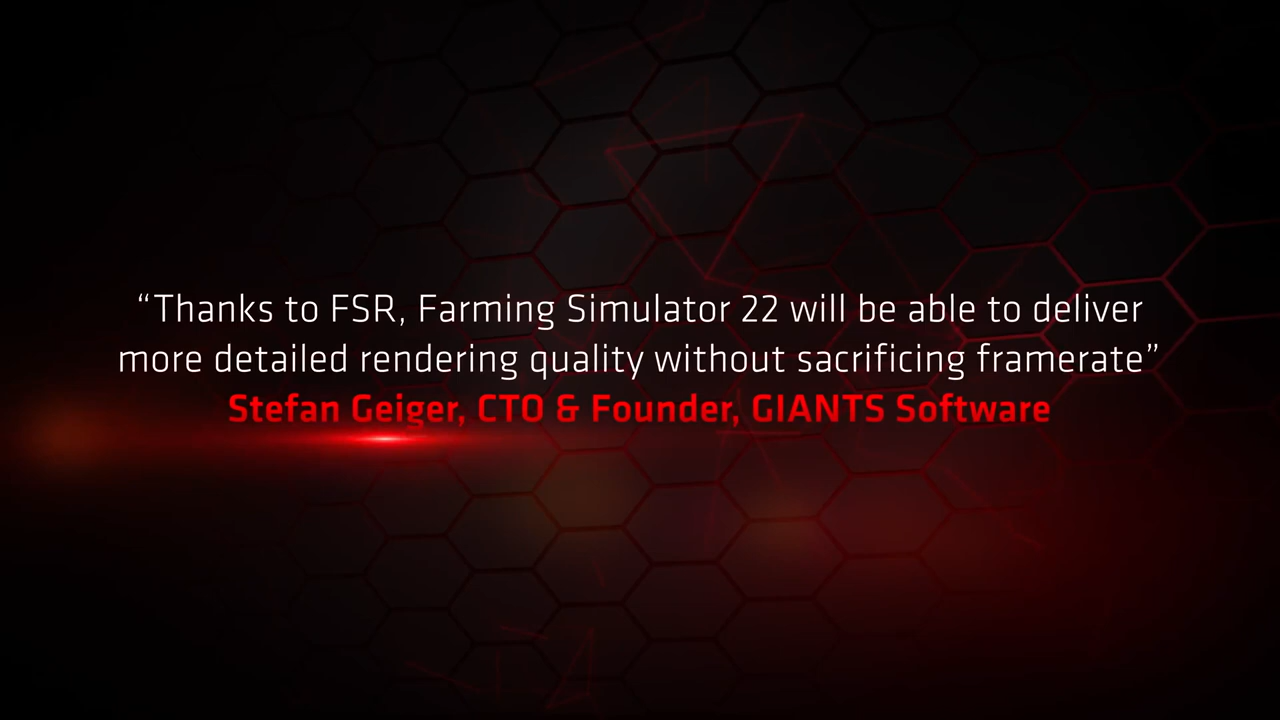 “Thanks to FSR, Farming Simulator 22 will be able to deliver
more detailed rendering quality without sacrificing framerate”
Stefan Geiger, CTO & Founder, GIANTS Software